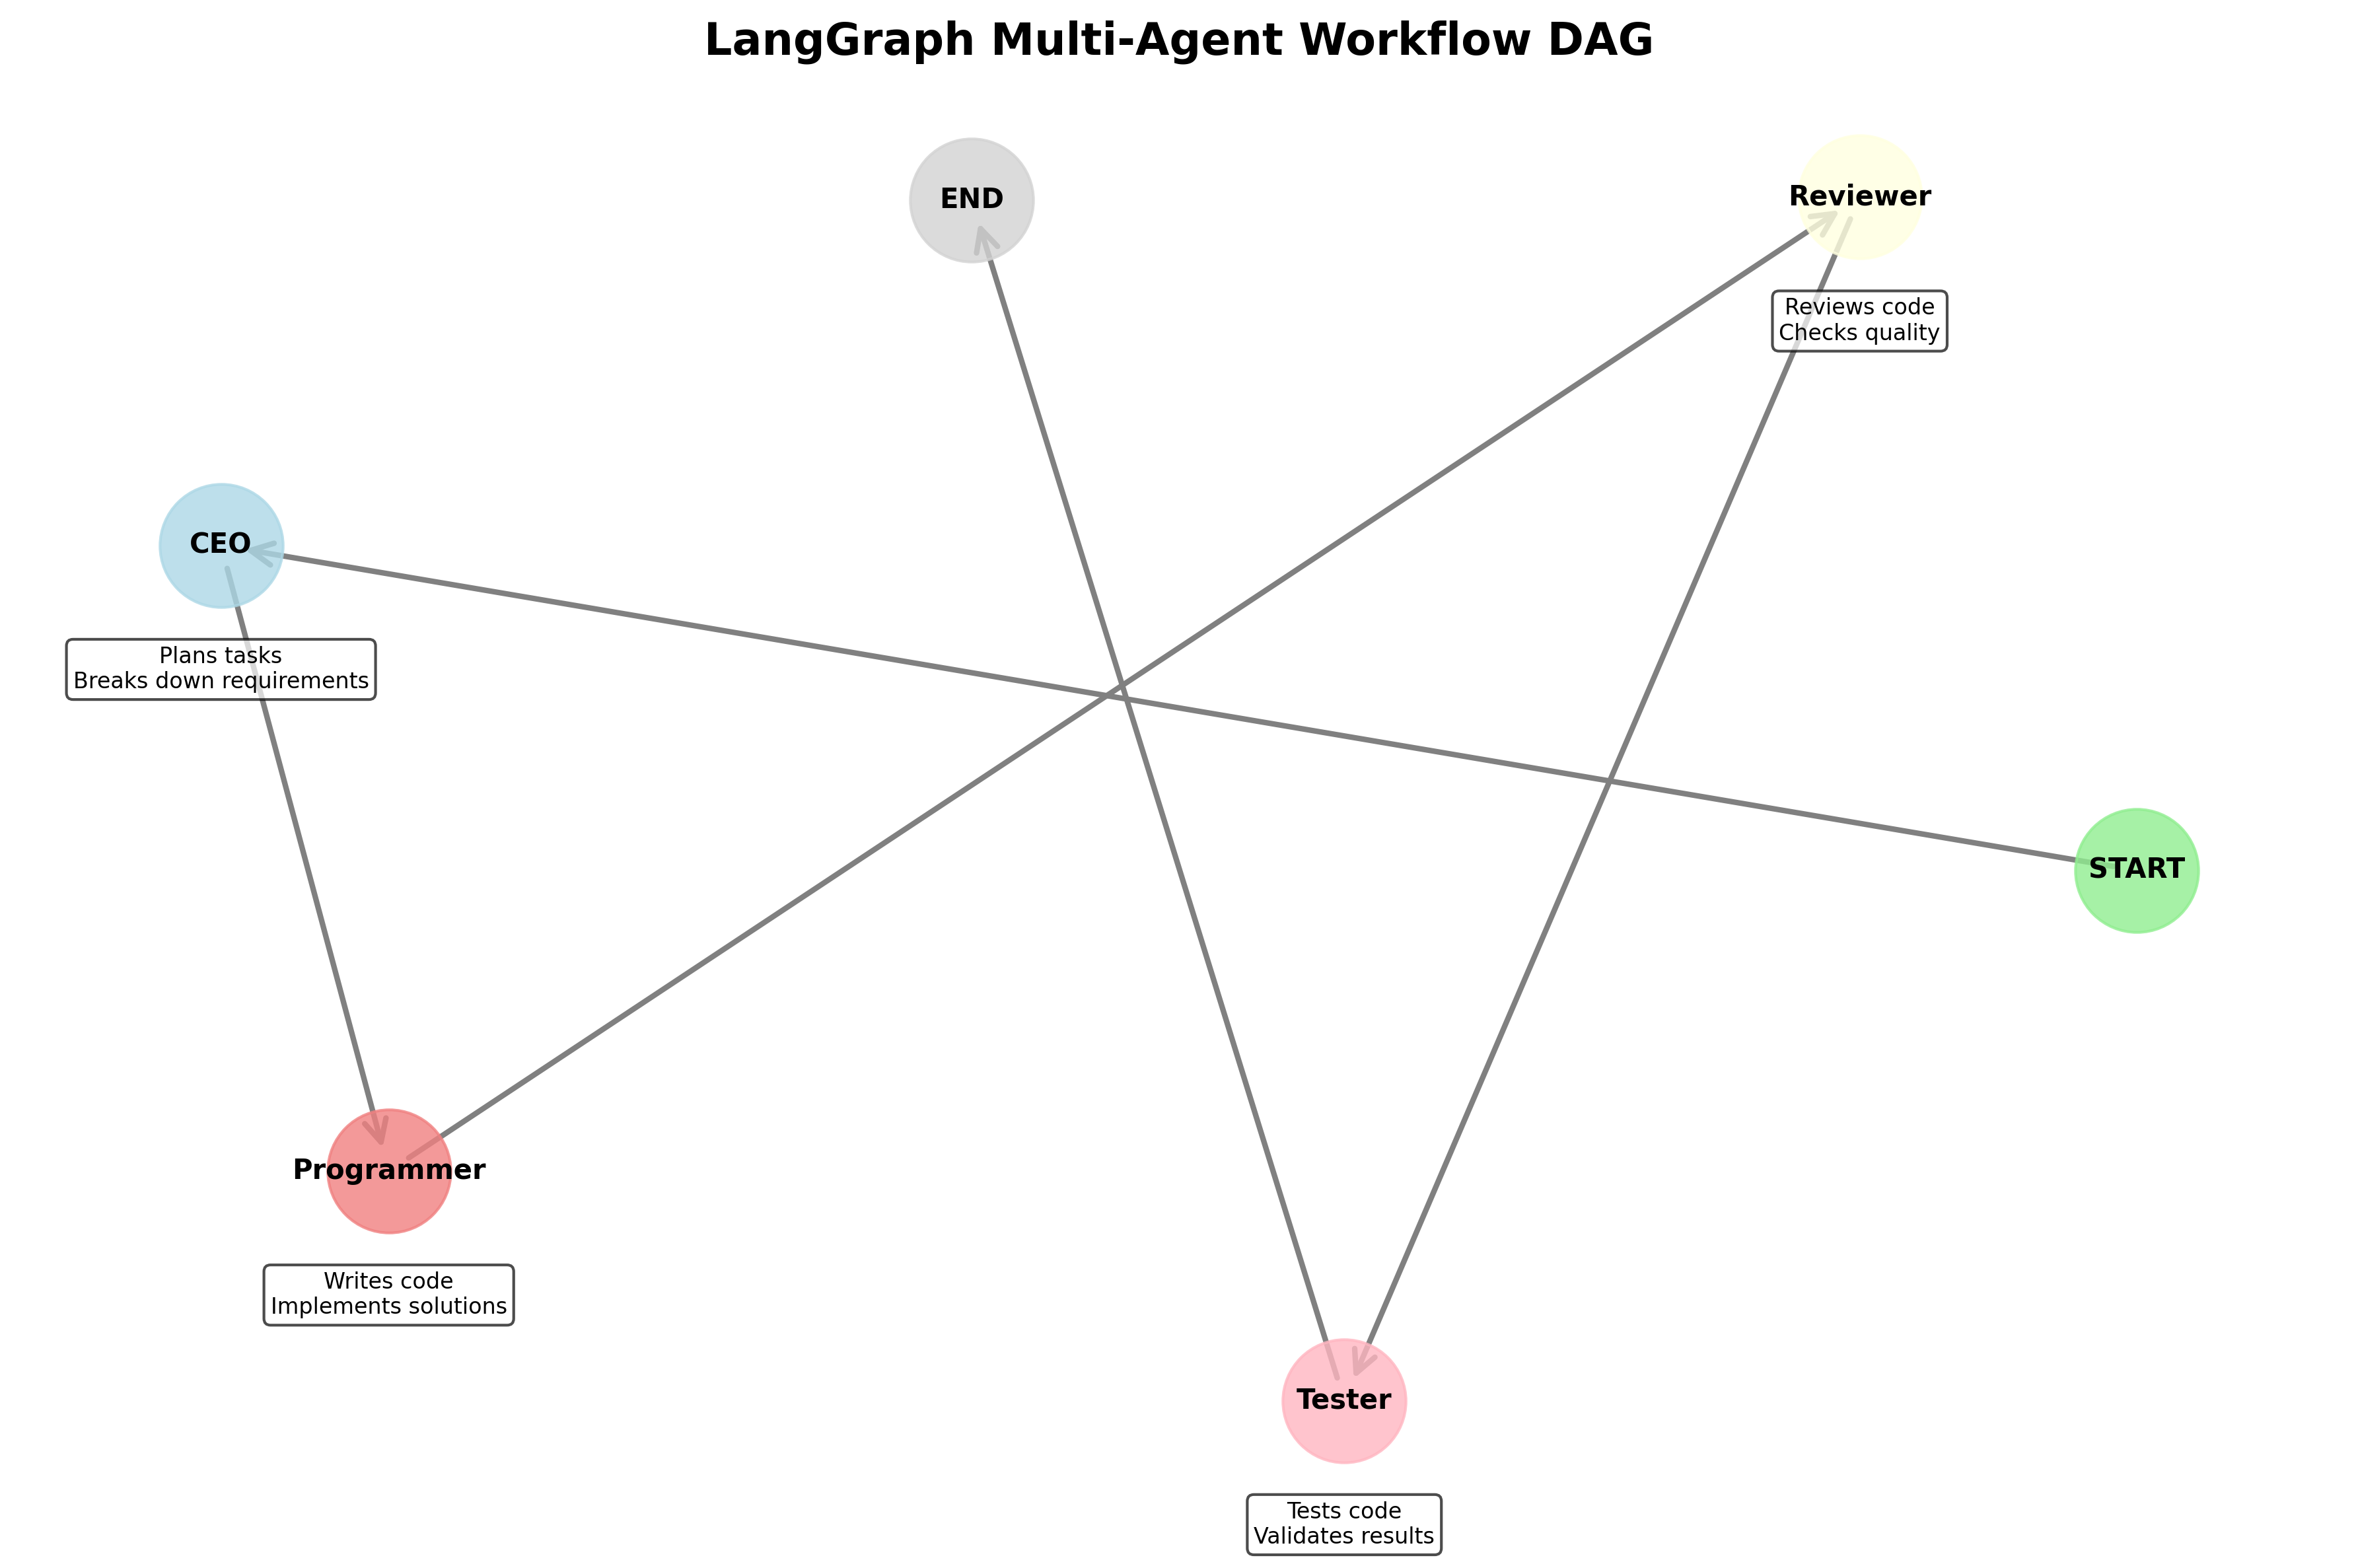 LangGraph Multi-Agent Workflow DAG
END
Reviewer
Reviews code
Checks quality
CEO
Plans tasks
Breaks down requirements
START
Programmer
Writes code
Implements solutions
Tester
Tests code
Validates results